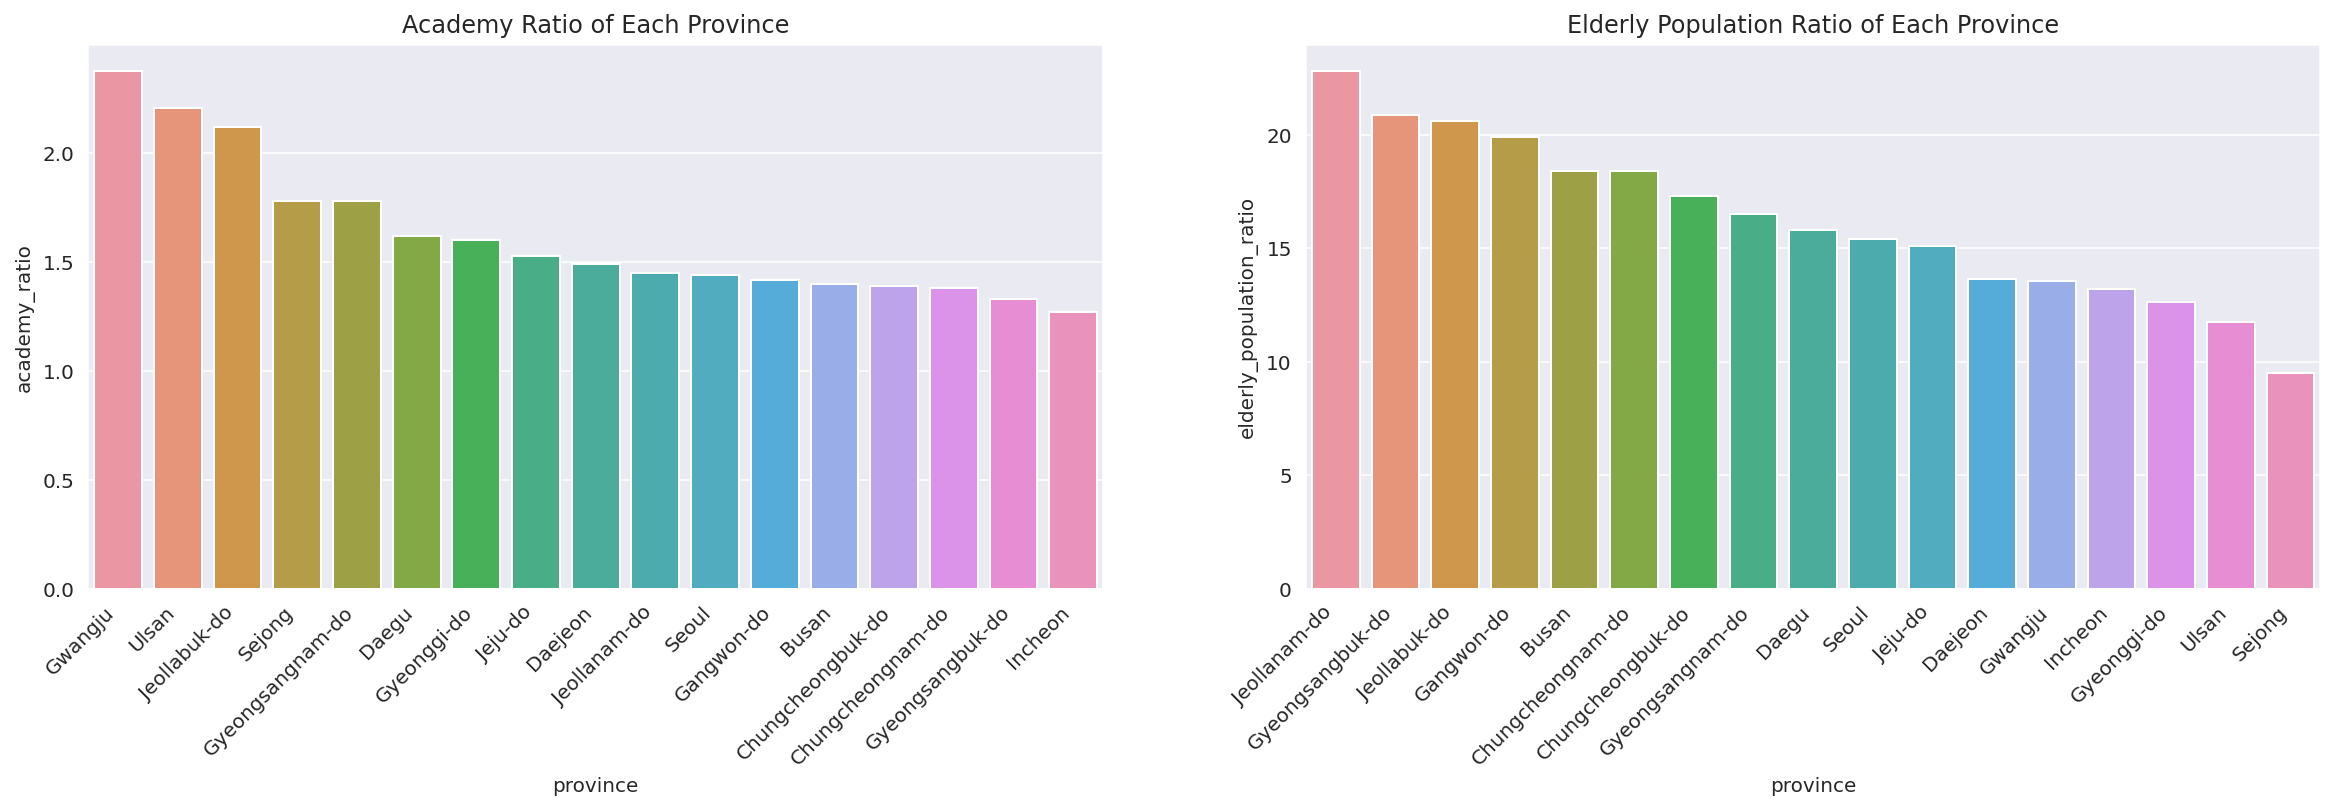 Academy Ratio of Each Province
academy_ratio
2.0
1.5
1.0
0.5
0.0
Gwangju
Ulsan
Jeollabuk-do
Sejong
Gyeongsangnam-do
Daegu
Gyeonggi-do
Jeju-do
Daejeon
Jeollanam-do
Seoul
Gangwon-do
Busan
Chungcheongbuk-do
Chungcheongnam-do
Gyeongsangbuk-do
Incheon
province
Elderly Population Ratio of Each Province
elderly_population_ratio
20
15
10
5
0
Jeollanam-do
Gyeongsangbuk-do
Jeollabuk-do
Gangwon-do
Busan
Chungcheongnam-do
Chungcheongbuk-do
Gyeongsangnam-do
Daegu
Seoul
Jeju-do
Daejeon
Gwangju
Incheon
Gyeonggi-do
Ulsan
Sejong
province